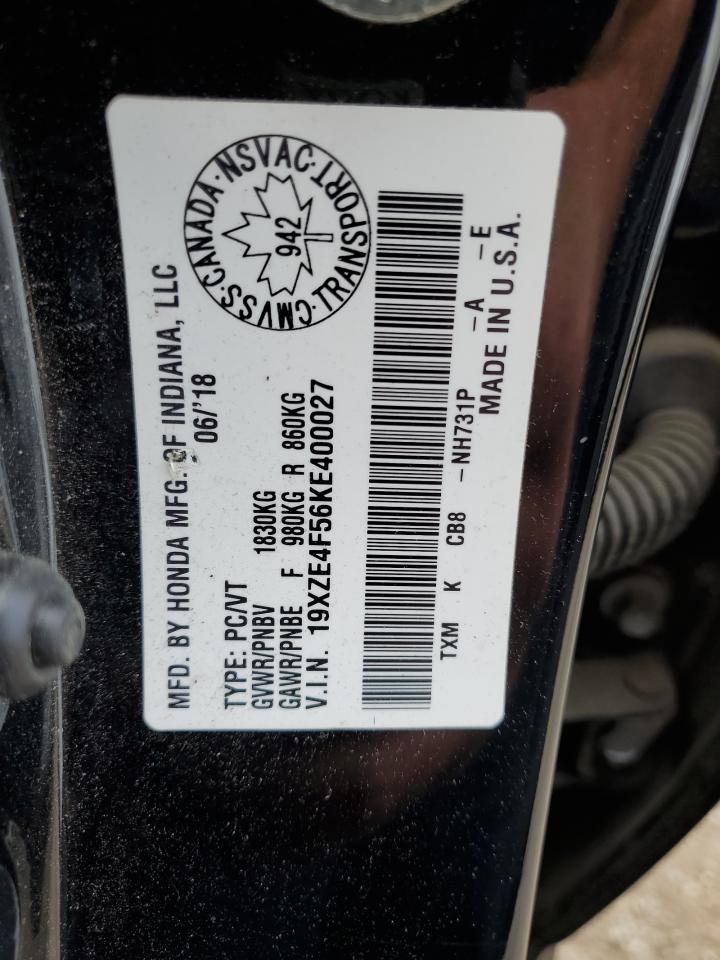 MFD. BY HONDA MFG. OF INDIANA, LLC
06/'18
CANADA·NSVAC·TRANSPORT·CMVSS·
942
TYPE: PC/VT
GVWR/PNBV 1830KG
GAWR/PNBE F 980KG R 860KG
V.I.N. 19XZE4F56KE400027
TXM K CB8 -NH731P -A -E
MADE IN U.S.A.